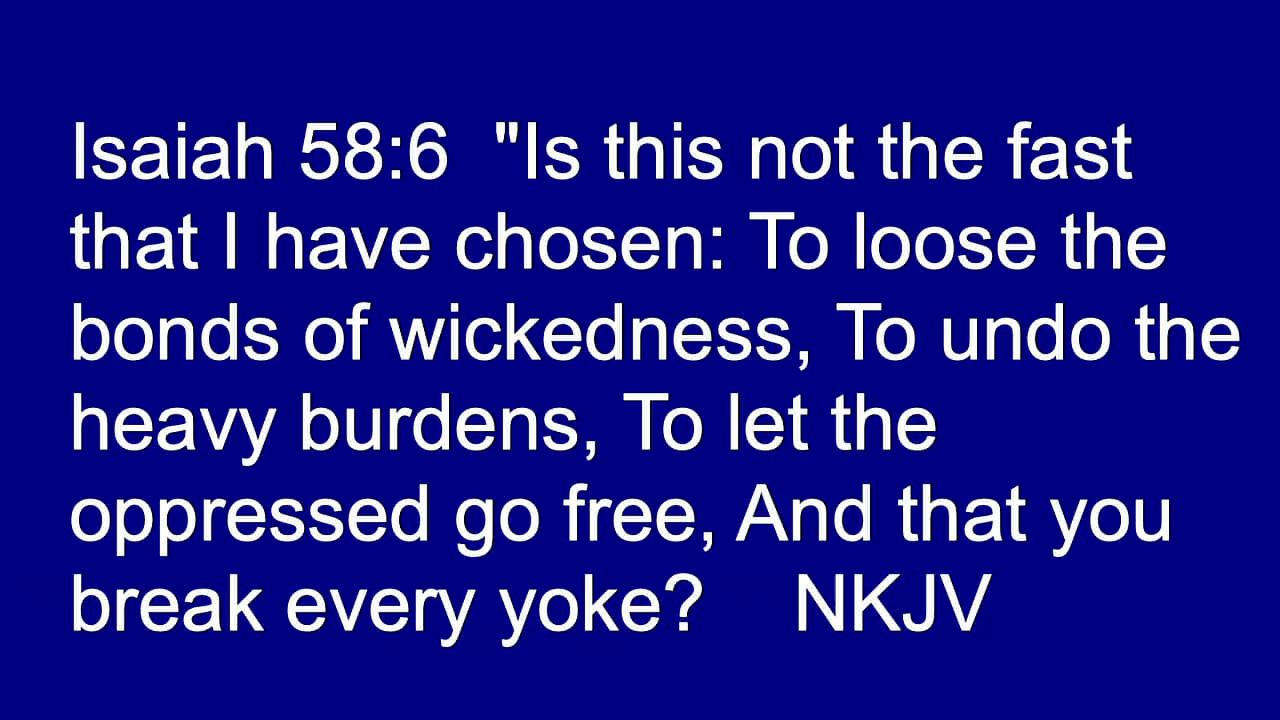 Isaiah 58:6  "Is this not the fast
that I have chosen: To loose the
bonds of wickedness, To undo the
heavy burdens, To let the
oppressed go free, And that you
break every yoke?    NKJV